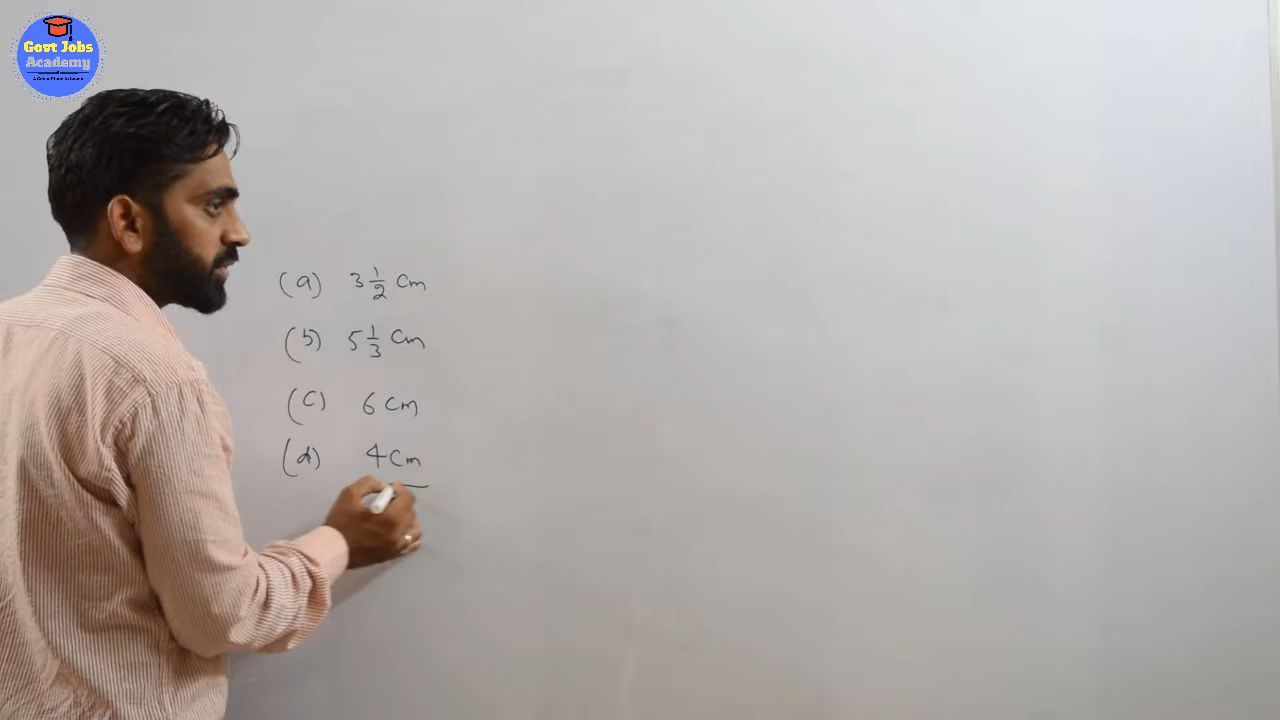 Govt Jobs
Academy
(a) 3 1/2 cm
(b) 5 1/3 cm
(c) 6 cm
(d) 4 cm